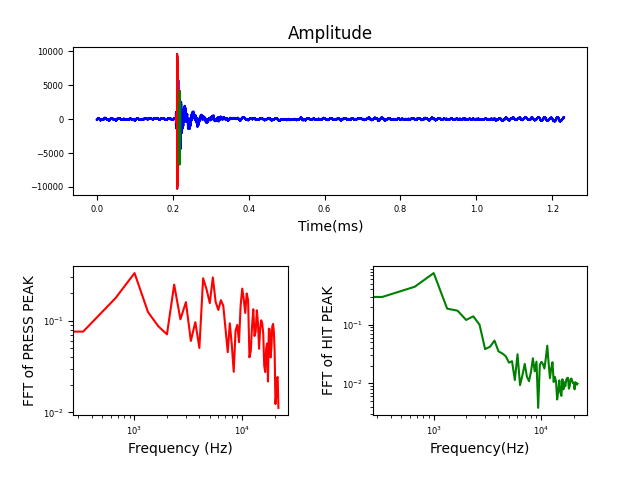 Amplitude
10000
5000
0
−5000
−10000
0.0 0.2 0.4 0.6 0.8 1.0 1.2
Time(ms)
FFT of PRESS PEAK
10⁻¹
10⁻²
10³ 10⁴
Frequency (Hz)
FFT of HIT PEAK
10⁻¹
10⁻²
10³ 10⁴
Frequency(Hz)